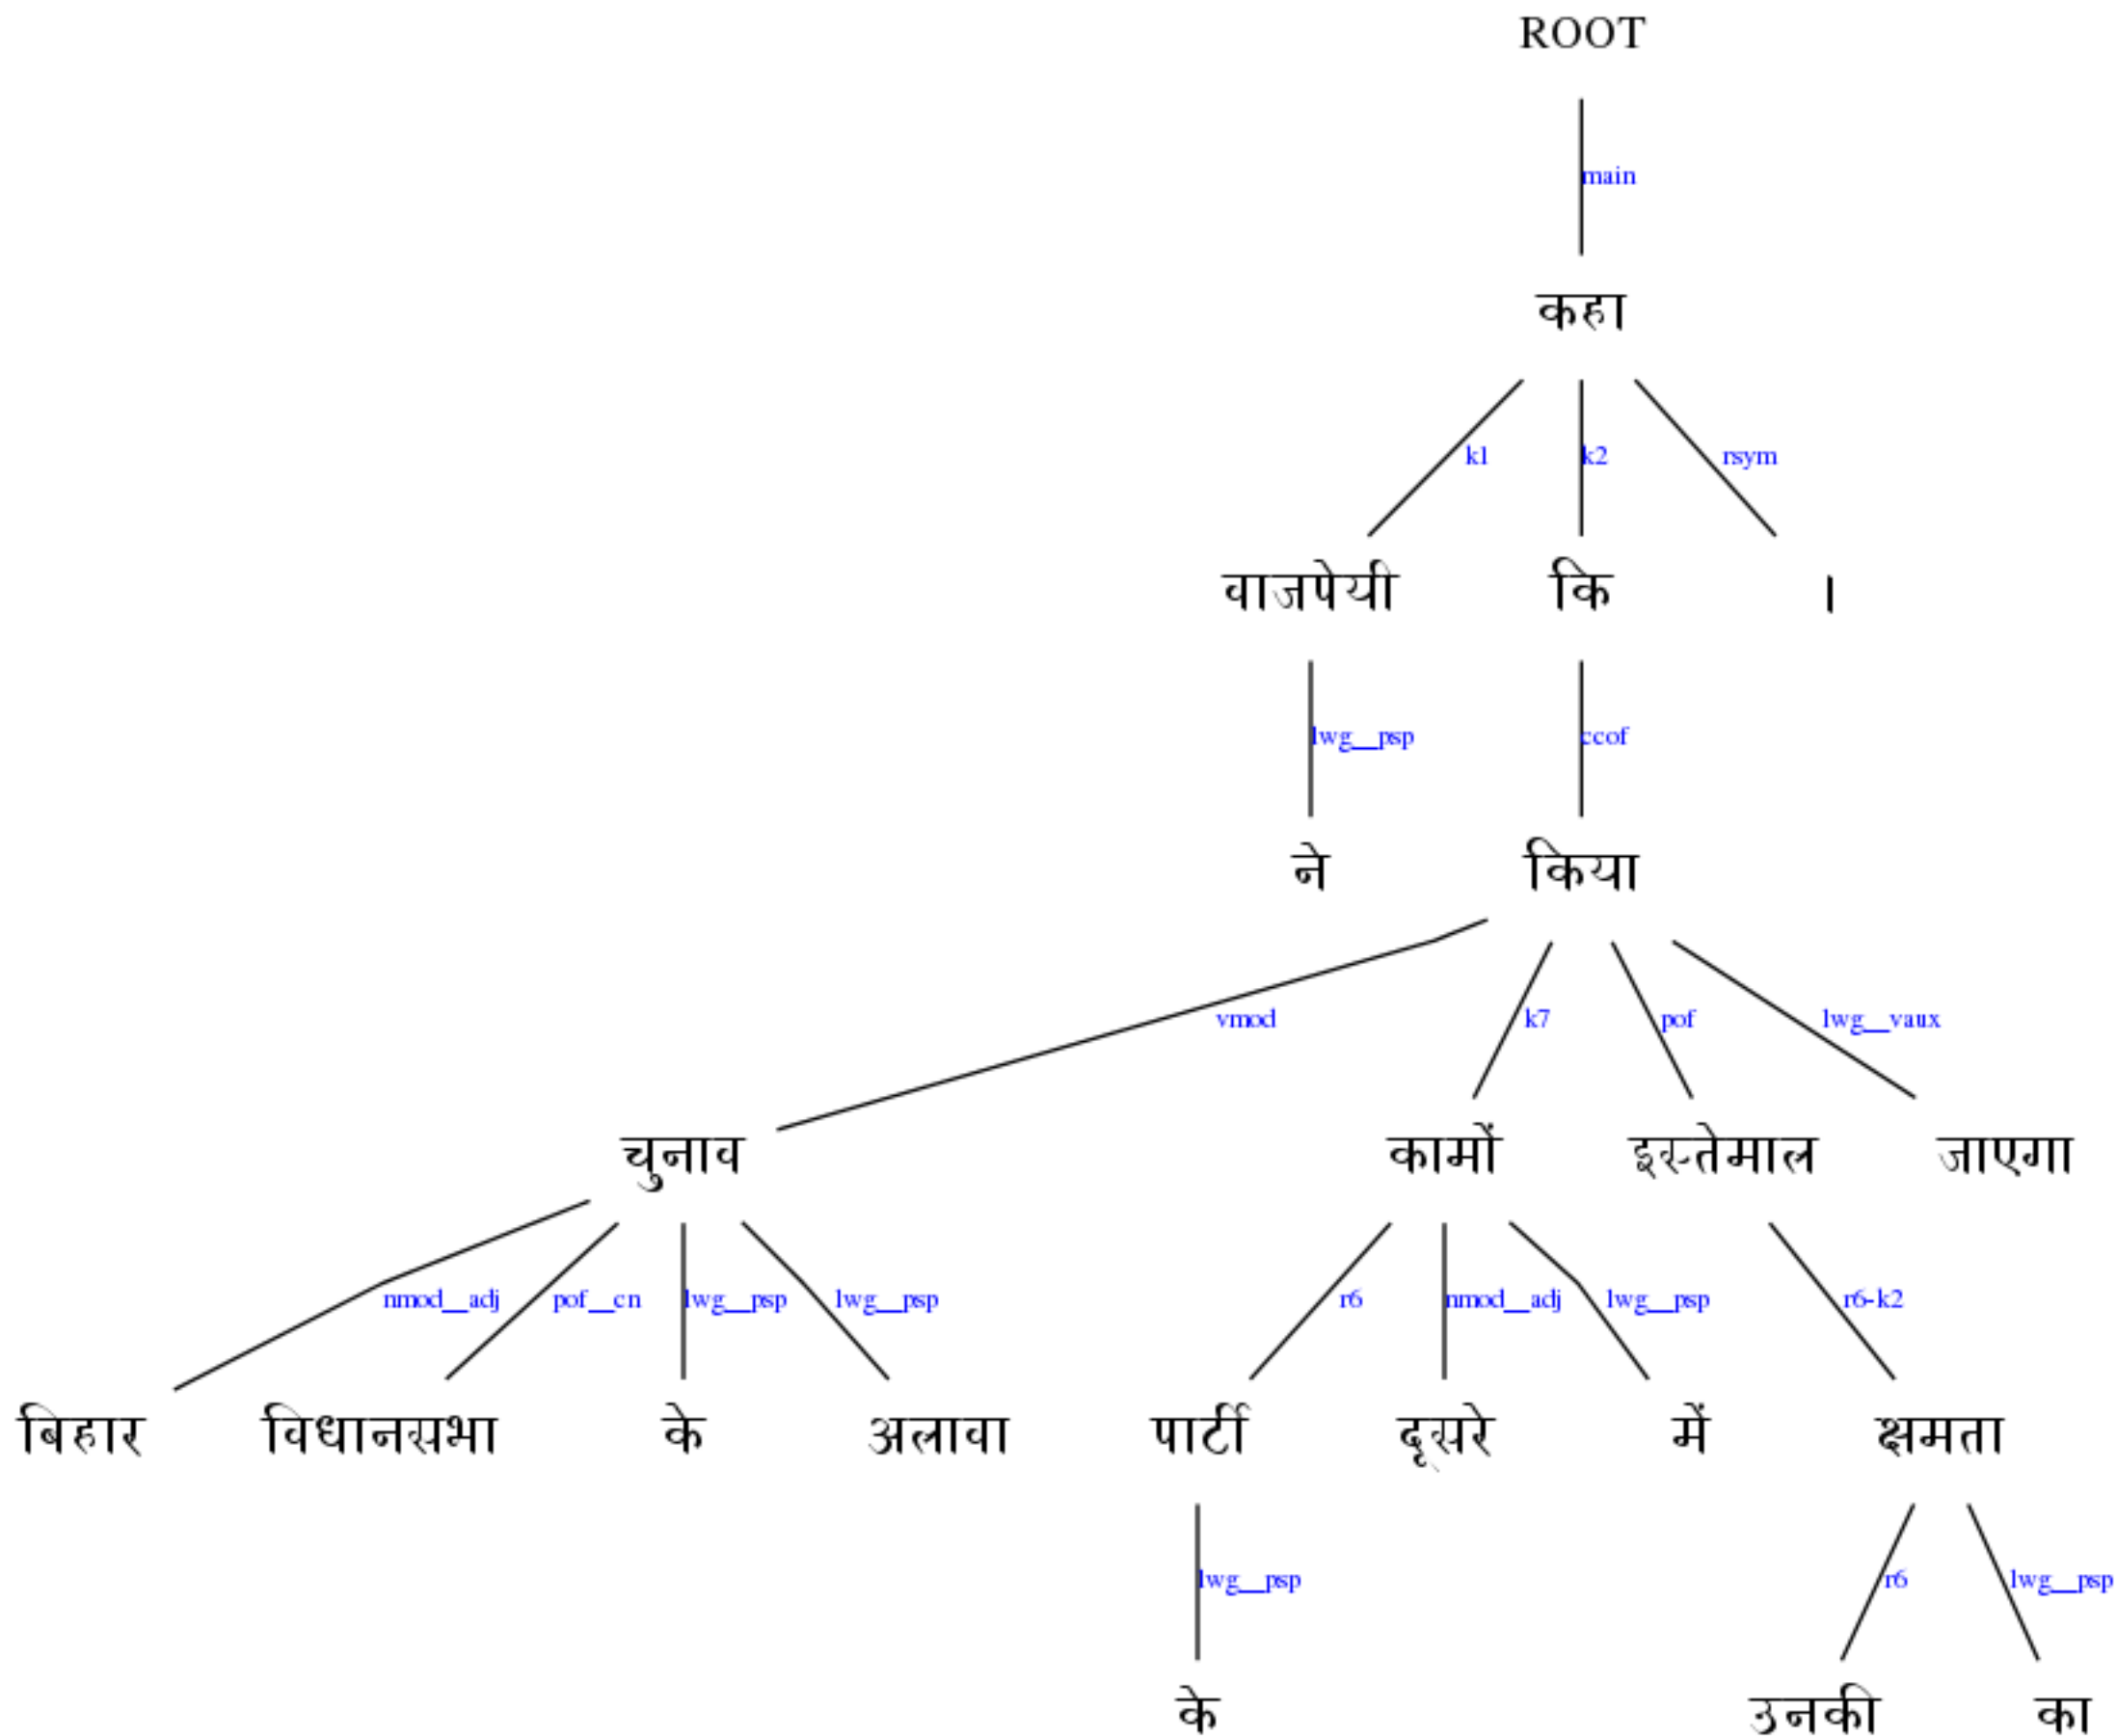 ROOT
main
कहा
k1 k2 rsym
वाजपेयी कि ।
lwg__psp ccof
ने किया
vmod k7 pof lwg__vaux
चुनाव कामों इस्तेमाल जाएगा
nmod__adj pof__cn lwg__psp lwg__psp r6 nmod__adj lwg__psp r6-k2
बिहार विधानसभा के अलावा पार्टी दूसरे में क्षमता
lwg__psp r6 lwg__psp
के उनकी का